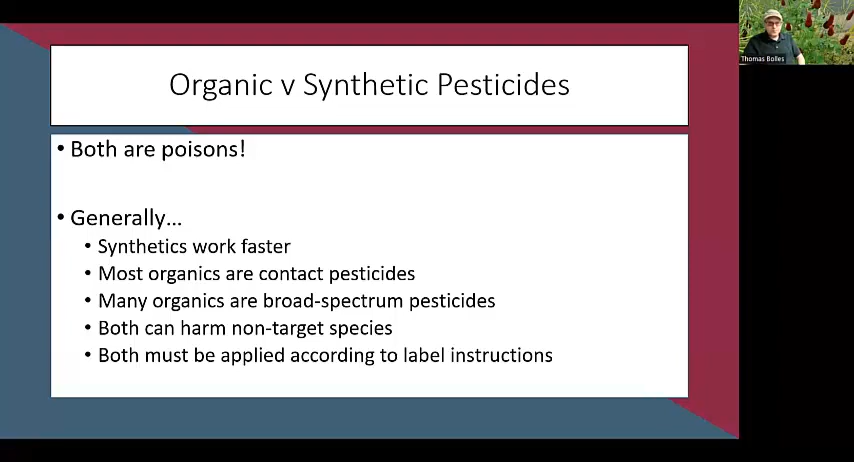 Organic v Synthetic Pesticides
• Both are poisons!
• Generally...
• Synthetics work faster
• Most organics are contact pesticides
• Many organics are broad-spectrum pesticides
• Both can harm non-target species
• Both must be applied according to label instructions
Thomas Bolles